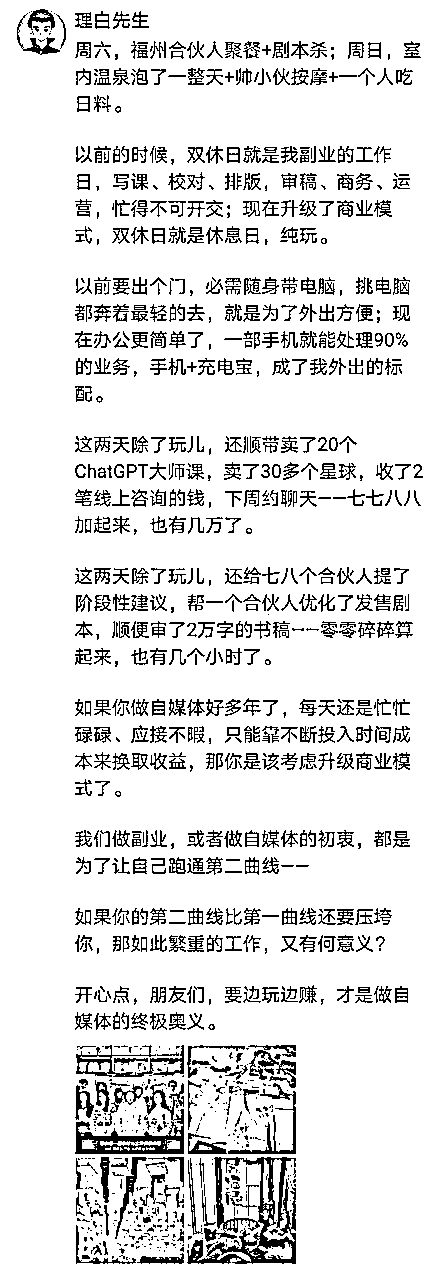 理白先生
周六，福州合伙人聚餐+剧本杀；周日，室
内温泉泡了一整天+帅小伙按摩+一个人吃
日料。
以前的时候，双休日就是我副业的工作
日，写课、校对、排版，审稿、商务、运
营，忙得不可开交；现在升级了商业模
式，双休日就是休息日，纯玩。
以前要出个门，必需随身带电脑，挑电脑
都奔着最轻的去，就是为了外出方便；现
在办公更简单了，一部手机就能处理90%
的业务，手机+充电宝，成了我外出的标
配。
这两天除了玩儿，还顺带卖了20个
ChatGPT大师课，卖了30多个星球，收了2
笔线上咨询的钱，下周约聊天——七七八八
加起来，也有几万了。
这两天除了玩儿，还给七八个合伙人提了
阶段性建议，帮一个合伙人优化了发售剧
本，顺便审了2万字的书稿——零零碎碎算
起来，也有几个小时了。
如果你做自媒体好多年了，每天还是忙忙
碌碌、应接不暇，只能靠不断投入时间成
本来换取收益，那你是该考虑升级商业模
式了。
我们做副业，或者做自媒体的初衷，都是
为了让自己跑通第二曲线——
如果你的第二曲线比第一曲线还要压垮
你，那如此繁重的工作，又有何意义？
开心点，朋友们，要边玩边赚，才是做自
媒体的终极奥义。